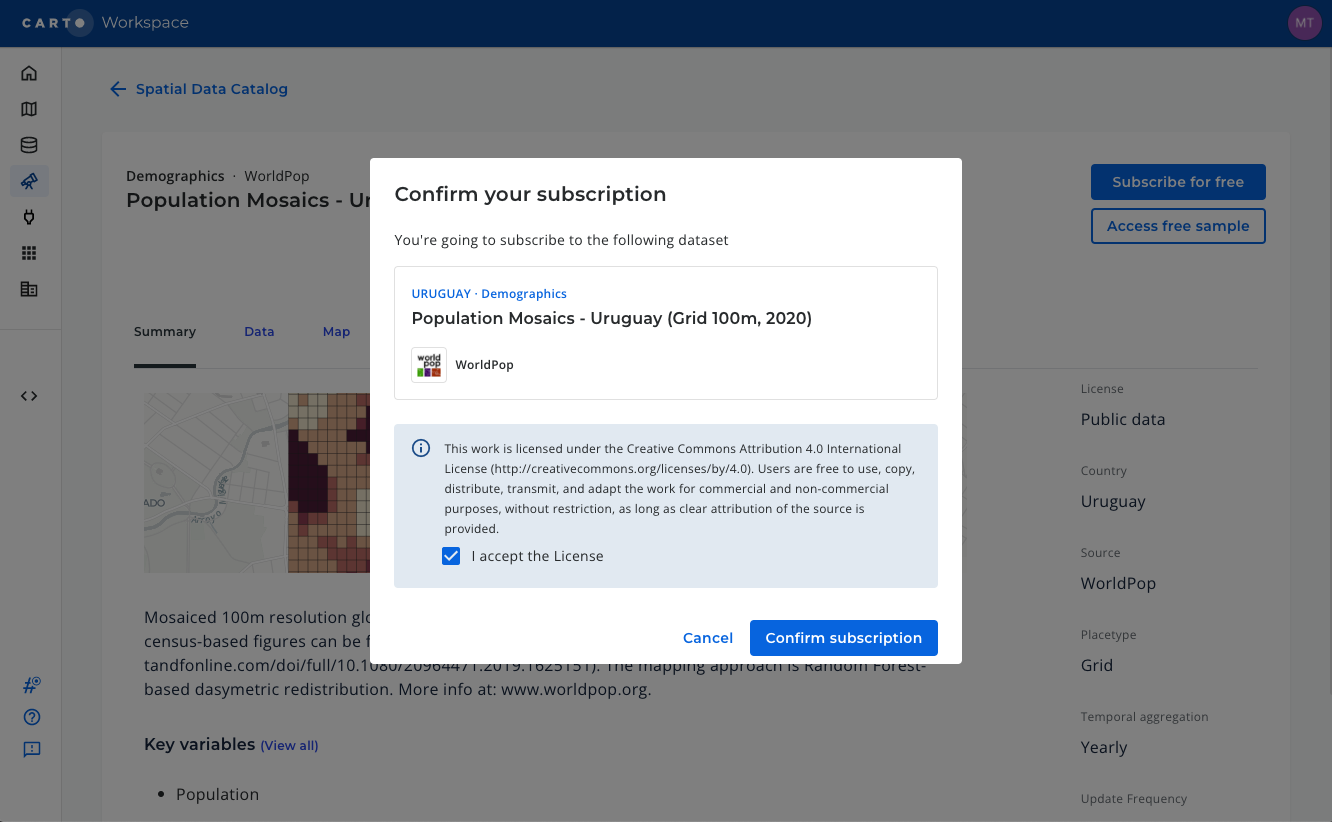 CARTO Workspace
MT
Spatial Data Catalog
Demographics · WorldPop
Population Mosaics - Ur
Subscribe for free
Access free sample
Summary
Data
Map
Confirm your subscription
You're going to subscribe to the following dataset
URUGUAY · Demographics
Population Mosaics - Uruguay (Grid 100m, 2020)
world
pop
WorldPop
This work is licensed under the Creative Commons Attribution 4.0 International
License (http://creativecommons.org/licenses/by/4.0). Users are free to use, copy,
distribute, transmit, and adapt the work for commercial and non-commercial
purposes, without restriction, as long as clear attribution of the source is
provided.
I accept the License
Cancel
Confirm subscription
ADO
Arroyo
License
Public data
Country
Uruguay
Source
WorldPop
Placetype
Grid
Temporal aggregation
Yearly
Update Frequency
Mosaiced 100m resolution glo
census-based figures can be f
tandfonline.com/doi/full/10.1080/20964471.2019.1625151). The mapping approach is Random Forest-
based dasymetric redistribution. More info at: www.worldpop.org.
Key variables (View all)
• Population